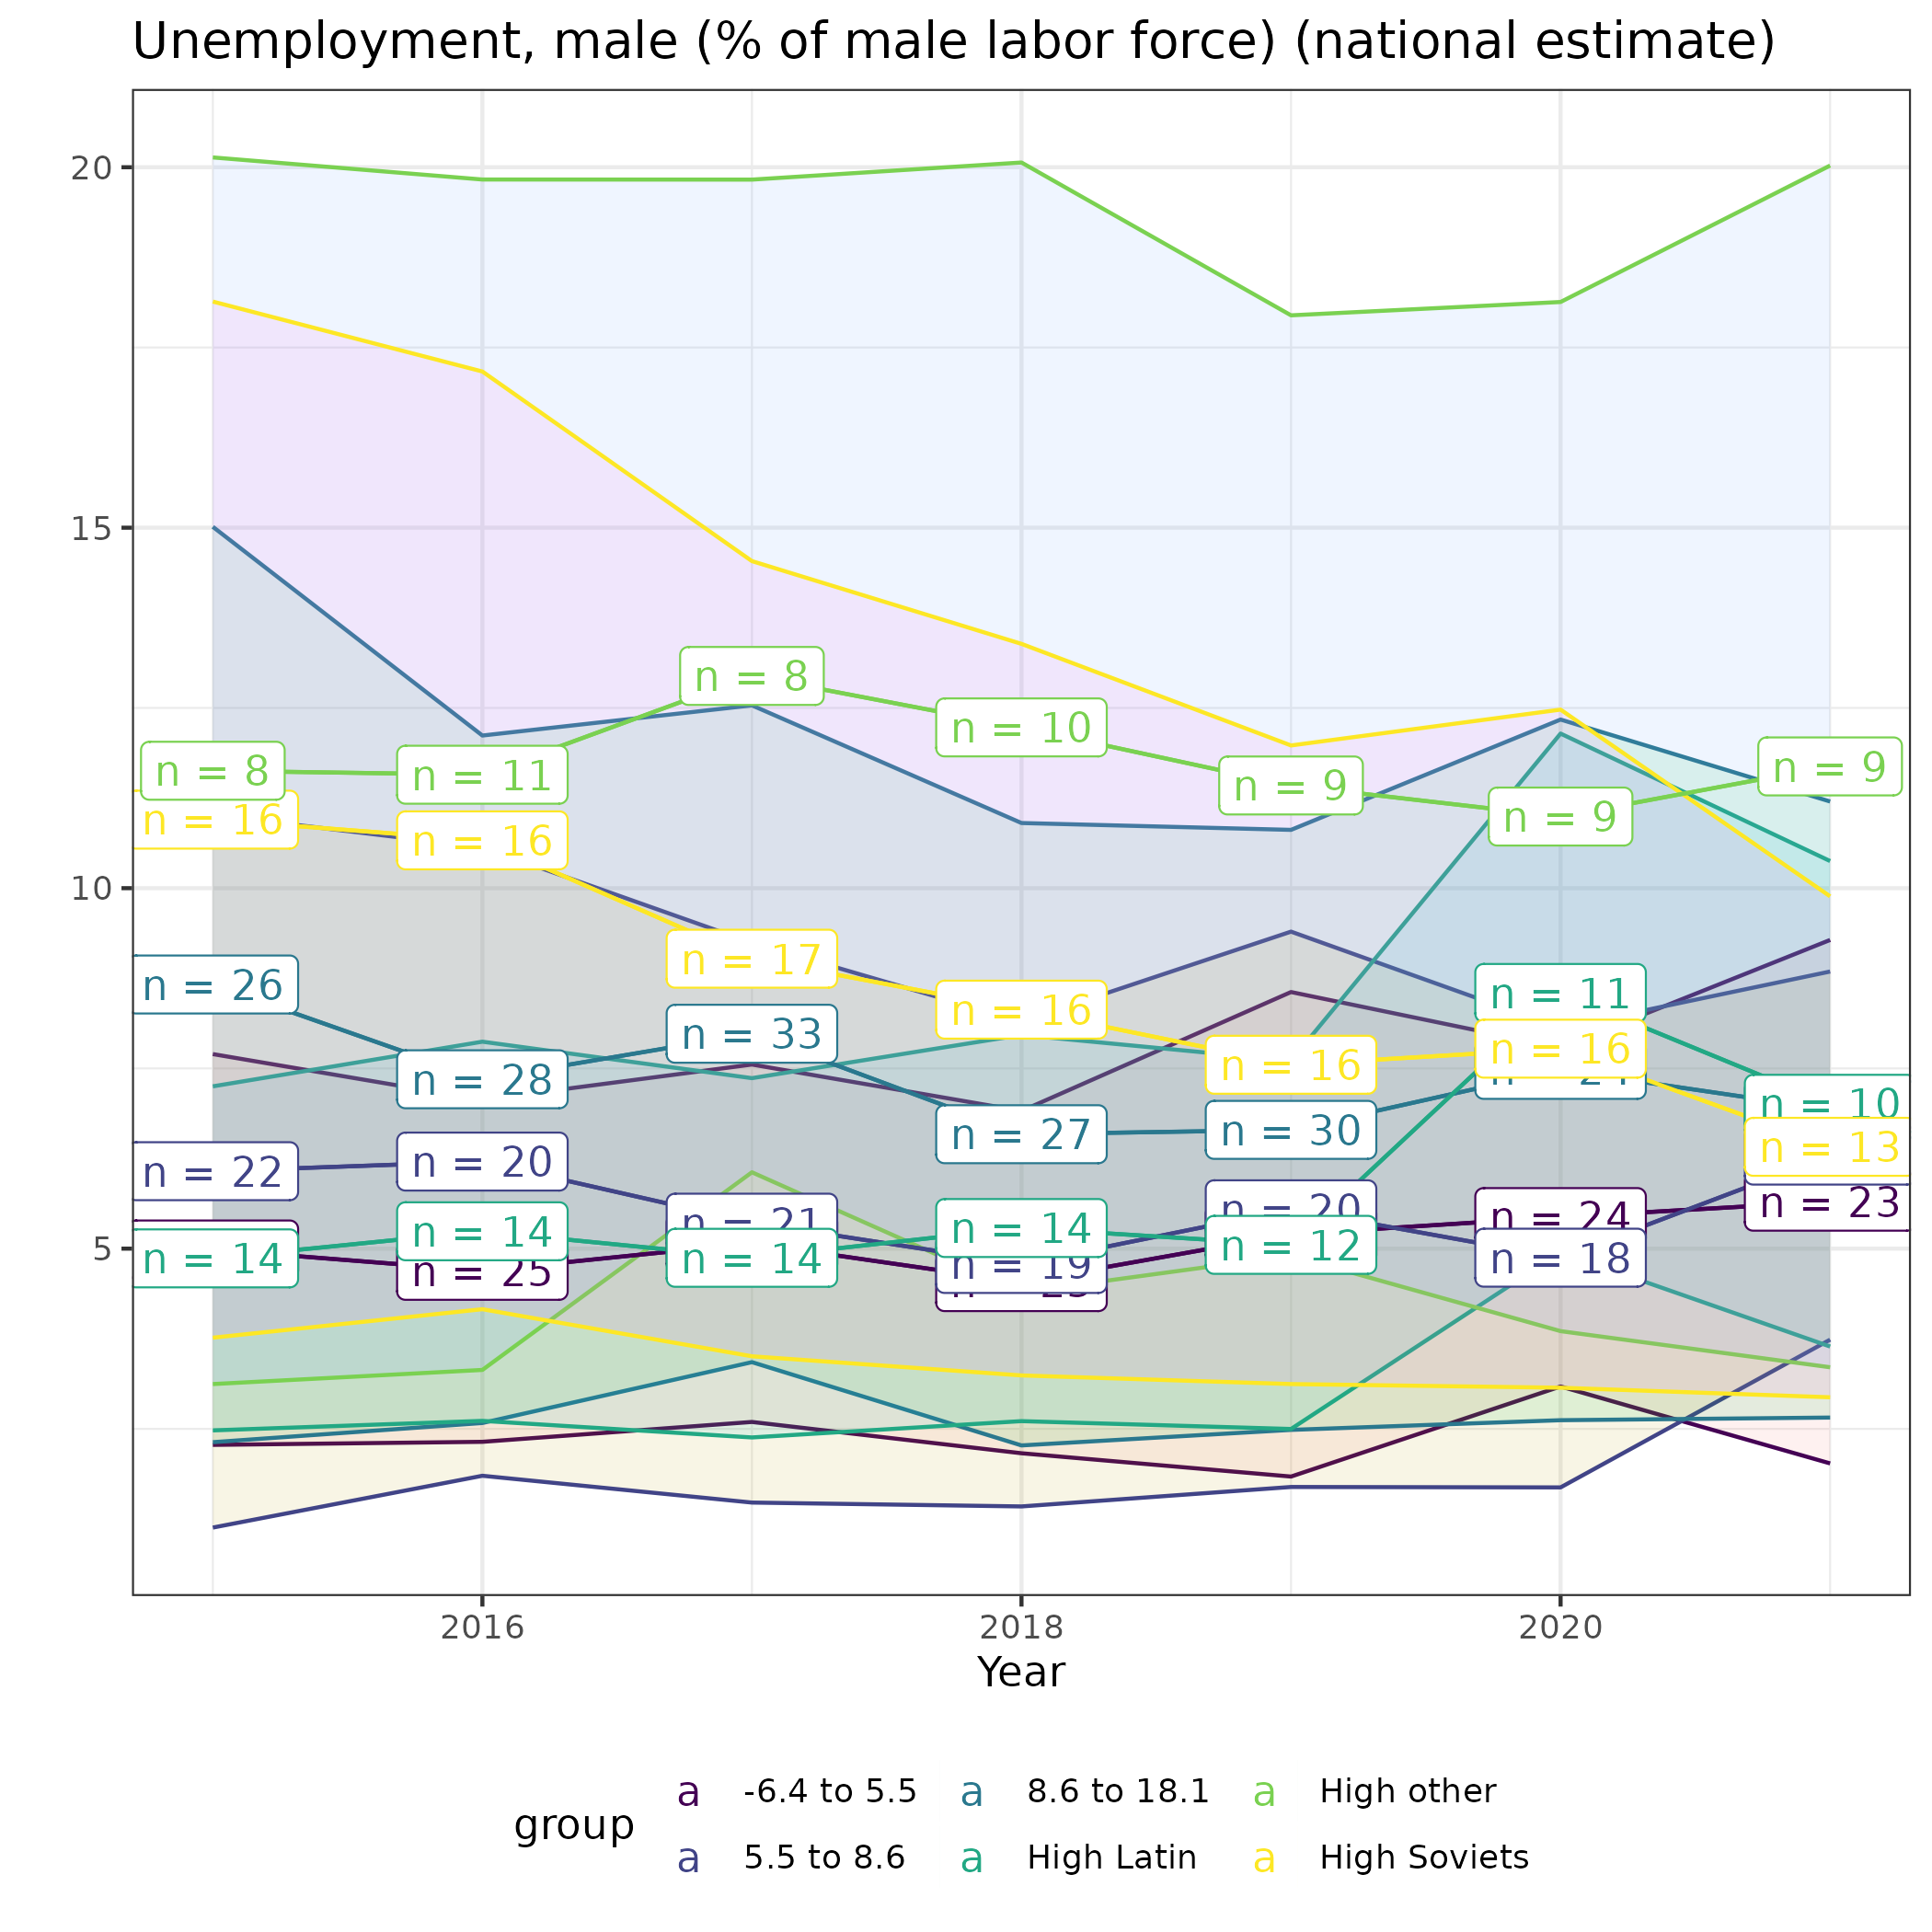 Unemployment, male (% of male labor force) (national estimate)
20
15
10
5
n = 8
n = 16
n = 26
n = 22
n = 14
n = 11
n = 16
n = 28
n = 20
n = 14
n = 25
n = 8
n = 17
n = 33
n = 21
n = 14
n = 10
n = 16
n = 27
n = 14
n = 19
n = 9
n = 16
n = 30
n = 20
n = 12
n = 9
n = 11
n = 16
n = 24
n = 18
n = 9
n = 10
n = 13
n = 23
2016 2018 2020
Year
group
a -6.4 to 5.5 a 8.6 to 18.1 a High other
a 5.5 to 8.6 a High Latin a High Soviets